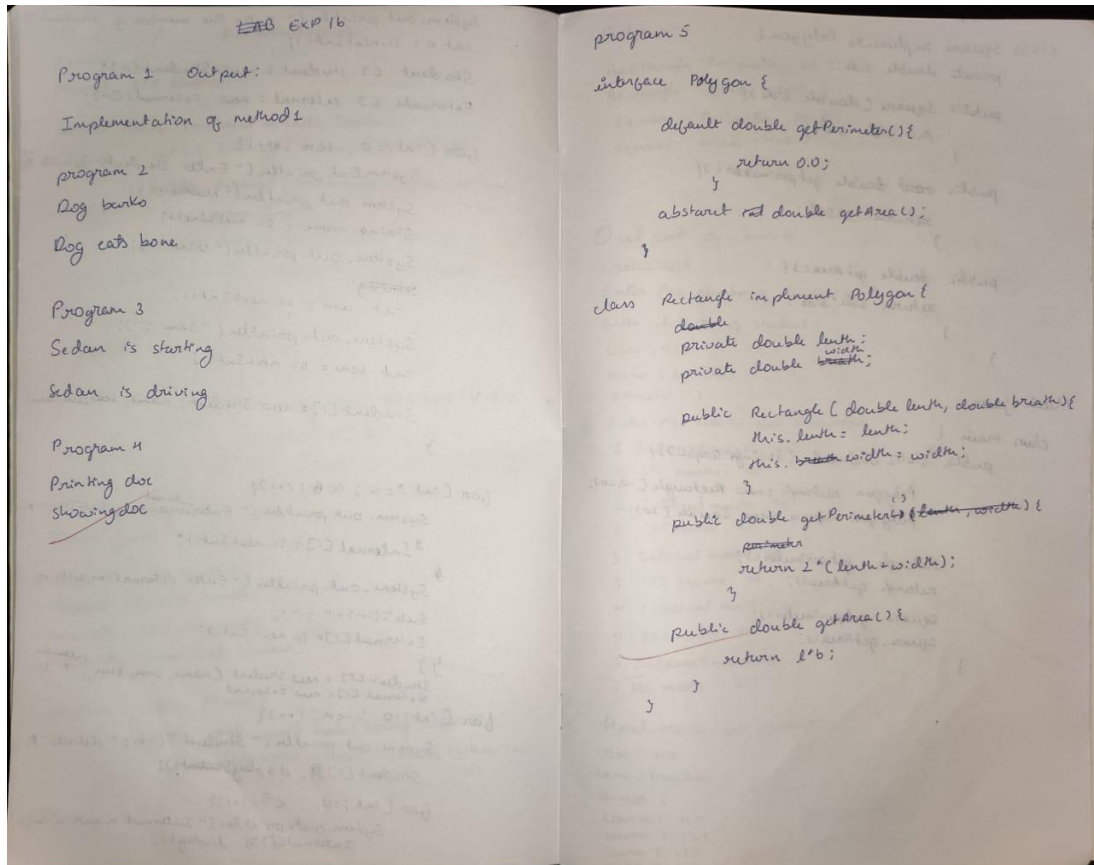 LAB EXP 1b
Program 1 Output:
Implementation of method1
program 2
Dog barks
Dog eats bone
Program 3
Sedan is starting
Sedan is driving
Program 4
Printing doc
showing doc
program 5
interface Polygon {
default double getPerimeter(){
return 0.0;
}
abstaret double getArea();
}
class Rectangle implement Polygon {
double
private double lenth;
private double breath width;
public Rectangle ( double lenth, double breath){
this. lenth = lenth;
this. breath width = width;
}
public double getPerimeter() (lenth, width) {
perimeter
return 2*(lenth+width);
}
public double getArea(){
return l*b;
}
}